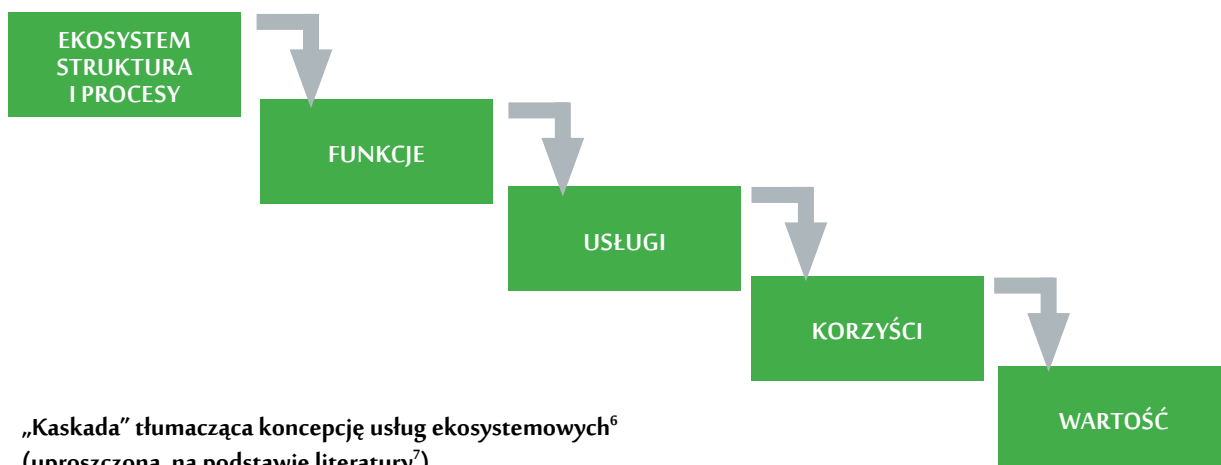 EKOSYSTEM
STRUKTURA
I PROCESY
FUNKCJE
USŁUGI
KORZYŚCI
WARTOŚĆ
„Kaskada” tłumacząca koncepcję usług ekosystemowych⁶
(uproszczona, na podstawie literatury⁷)